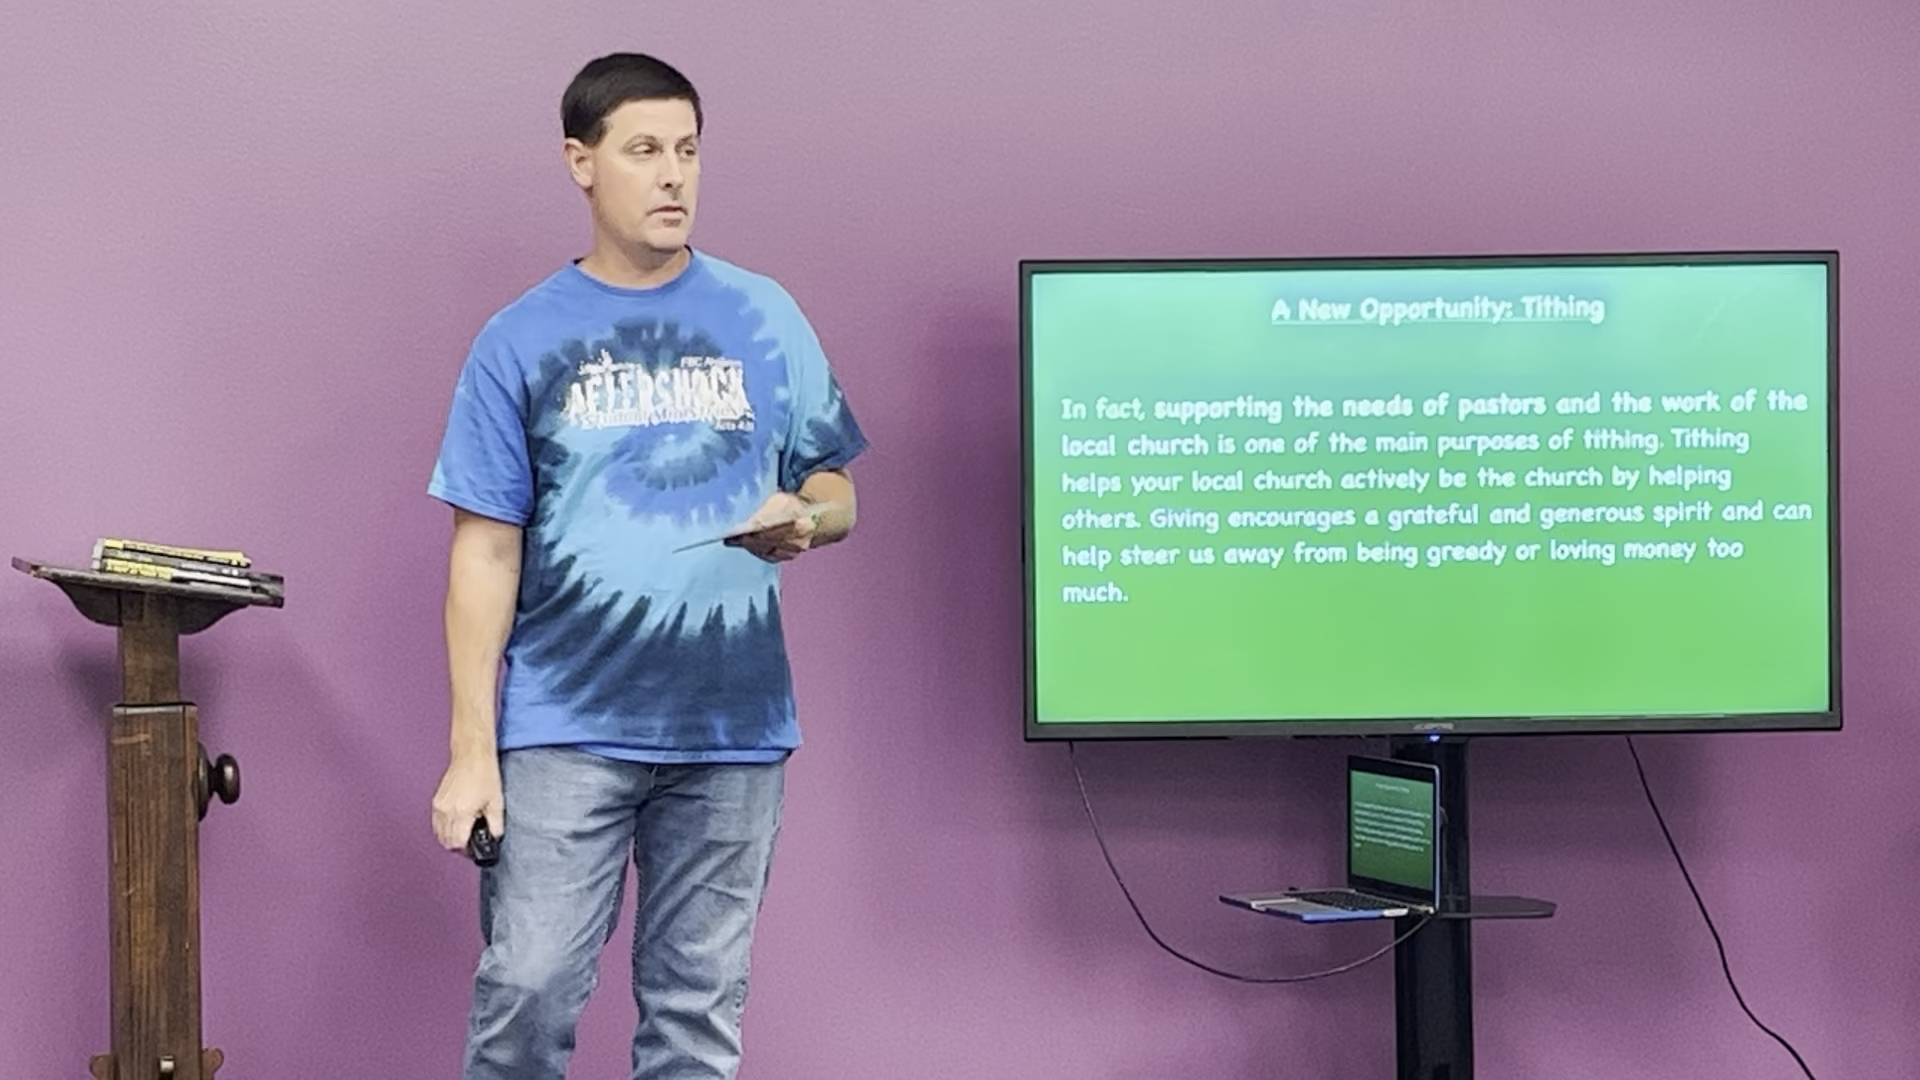 AFTERSHOCK
A New Opportunity: Tithing
In fact, supporting the needs of pastors and the work of the
local church is one of the main purposes of tithing. Tithing
helps your local church actively be the church by helping
others. Giving encourages a grateful and generous spirit and can
help steer us away from being greedy or loving money too
much.